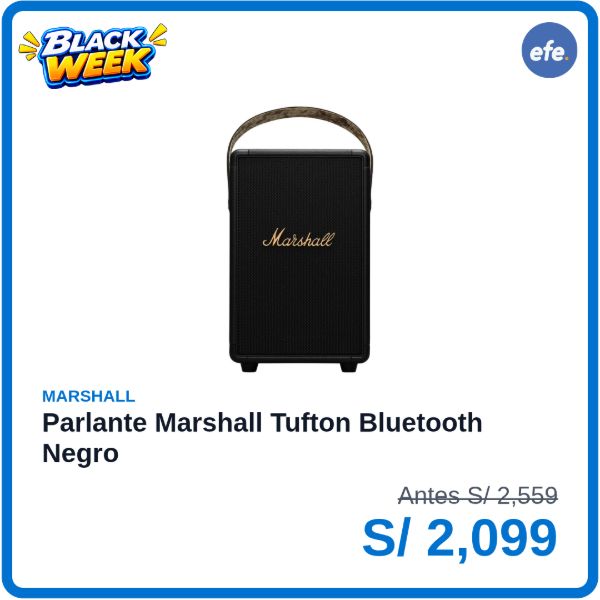 BLACK
WEEK
efe.
Marshall
MARSHALL
Parlante Marshall Tufton Bluetooth
Negro
Antes S/ 2,559
S/ 2,099